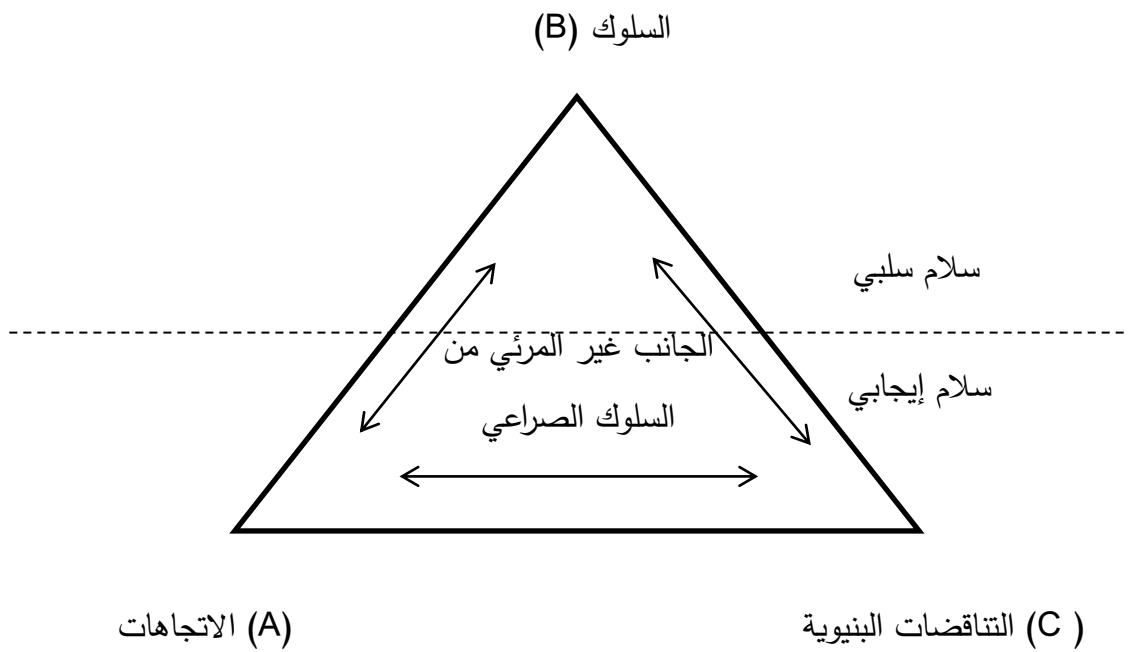 السلوك (B)
سلام سلبي
الجانب غير المرئي من
سلام إيجابي
السلوك الصراعي
( C) التناقضات البنيوية
(A) الاتجاهات